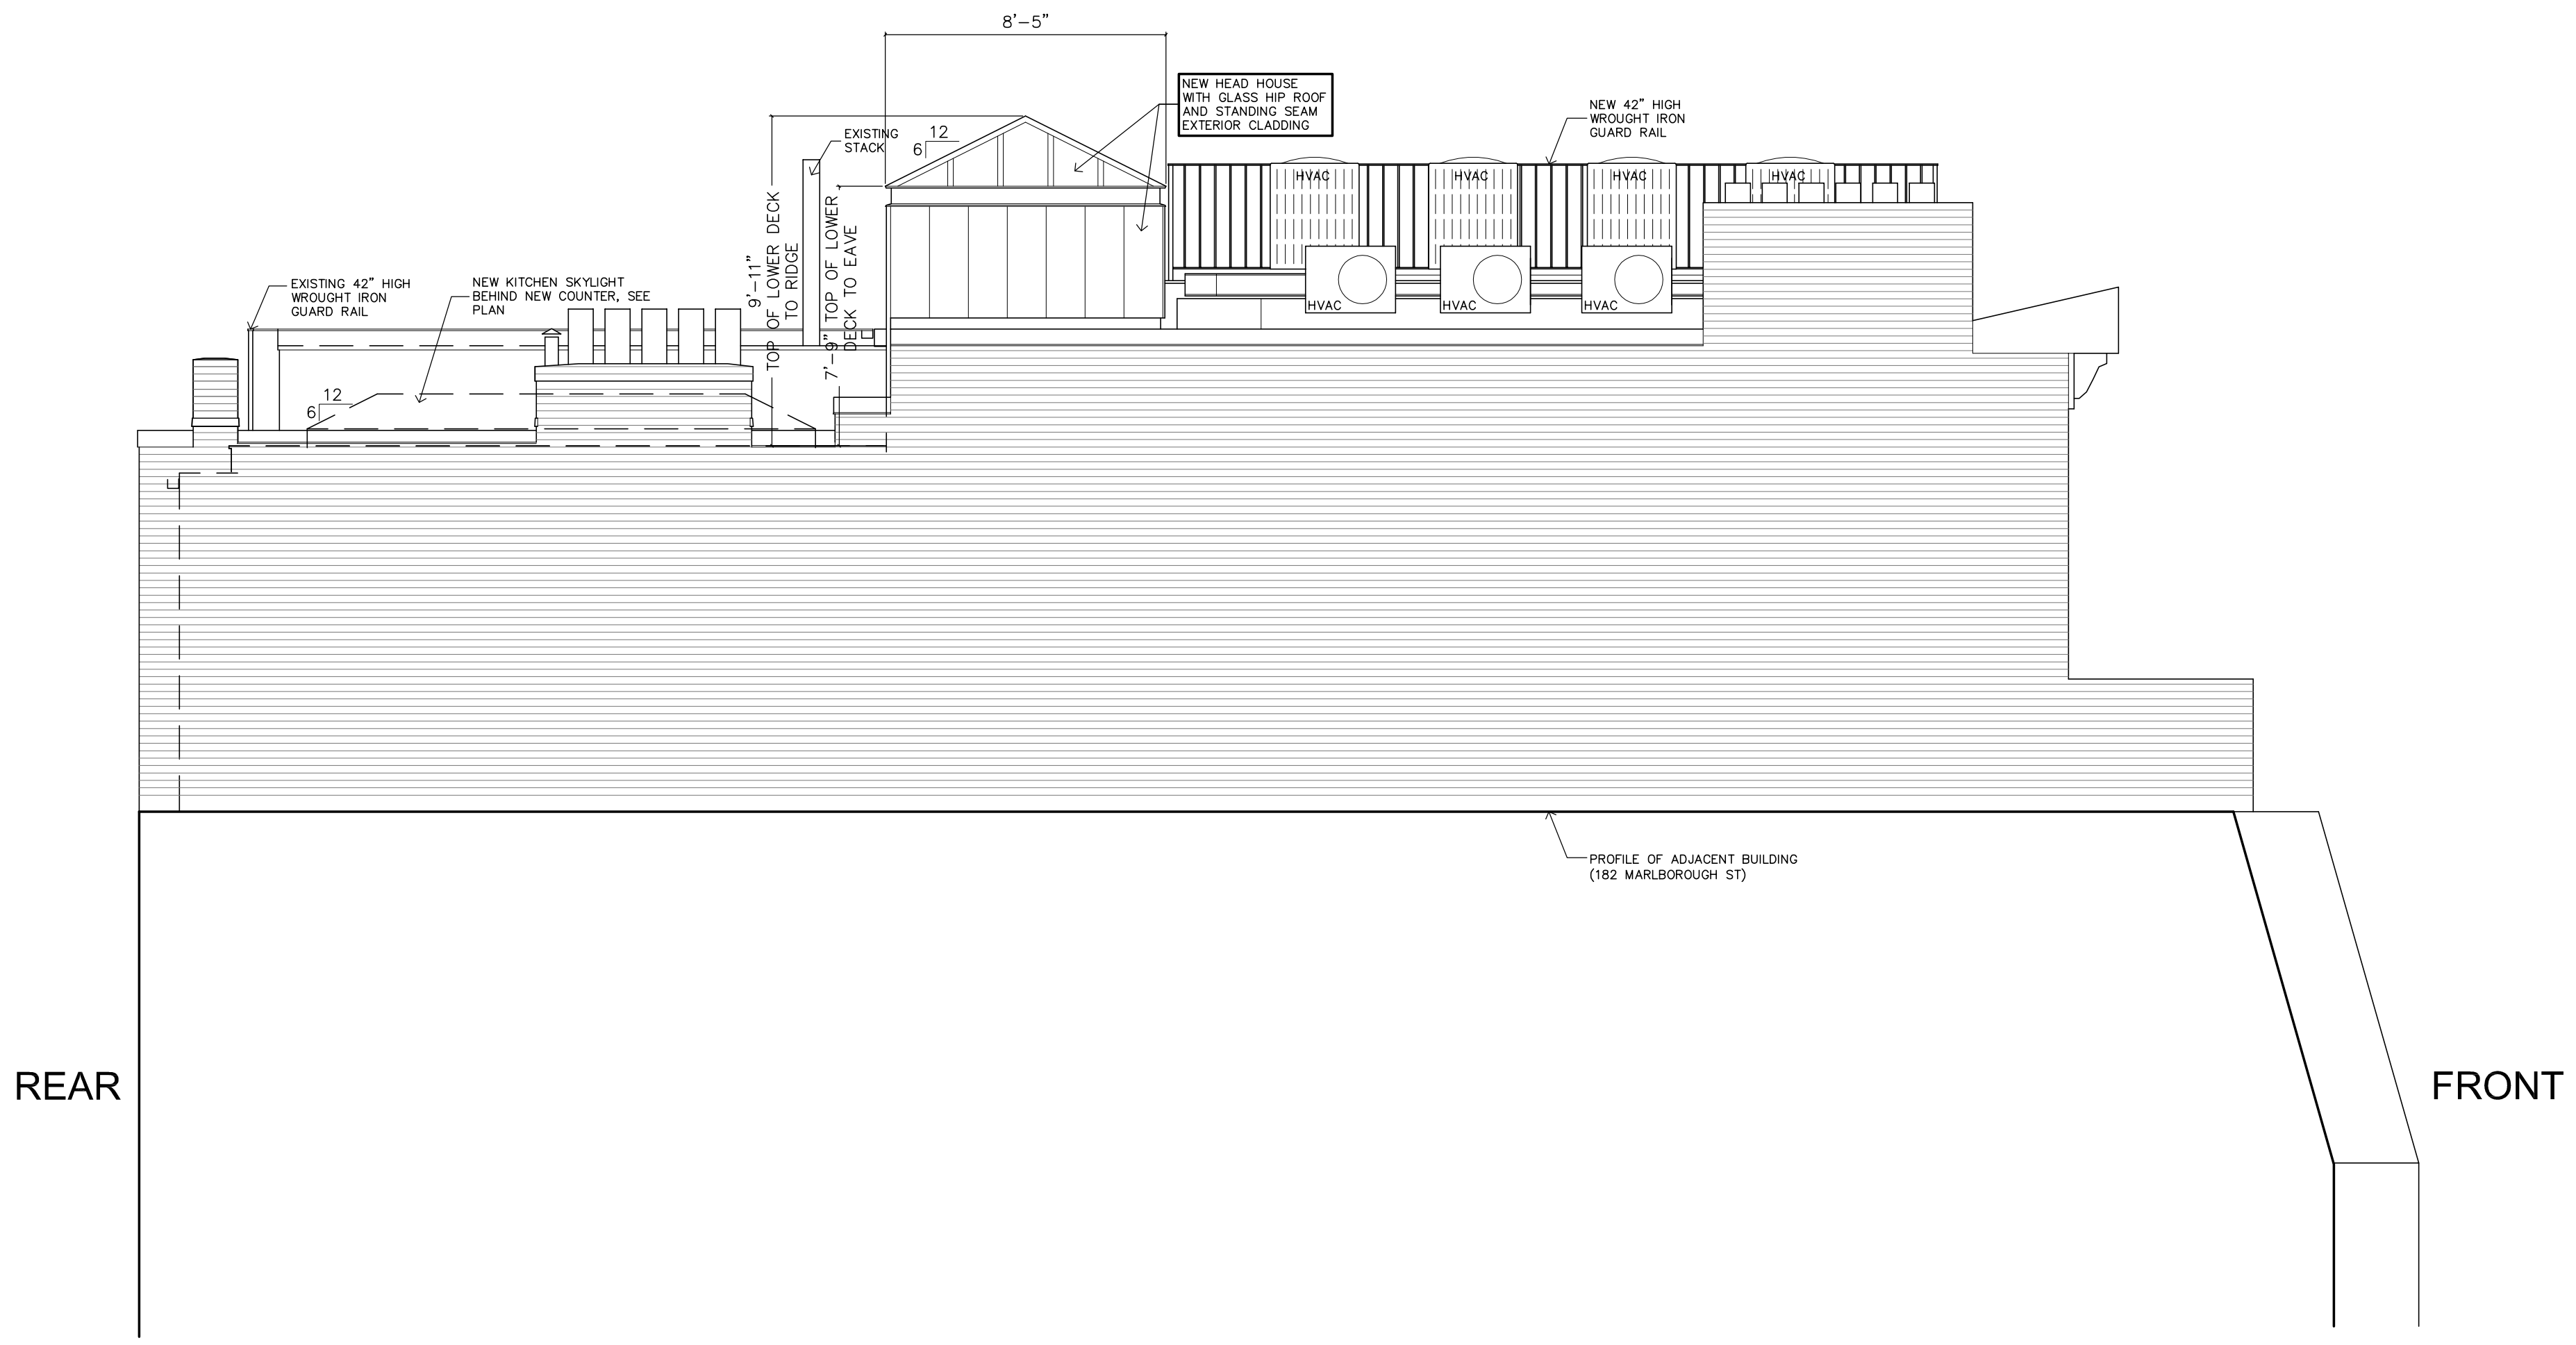 8'-5"
NEW HEAD HOUSE
WITH GLASS HIP ROOF
AND STANDING SEAM
EXTERIOR CLADDING
NEW 42" HIGH
WROUGHT IRON
GUARD RAIL
EXISTING
STACK
12
6
HVAC
HVAC
HVAC
HVAC
9'-11"
TOP OF LOWER DECK
TO RIDGE
7'-9" TOP OF LOWER
DECK TO EAVE
EXISTING 42" HIGH
WROUGHT IRON
GUARD RAIL
NEW KITCHEN SKYLIGHT
BEHIND NEW COUNTER, SEE
PLAN
HVAC
HVAC
HVAC
12
6
PROFILE OF ADJACENT BUILDING
(182 MARLBOROUGH ST)
REAR
FRONT